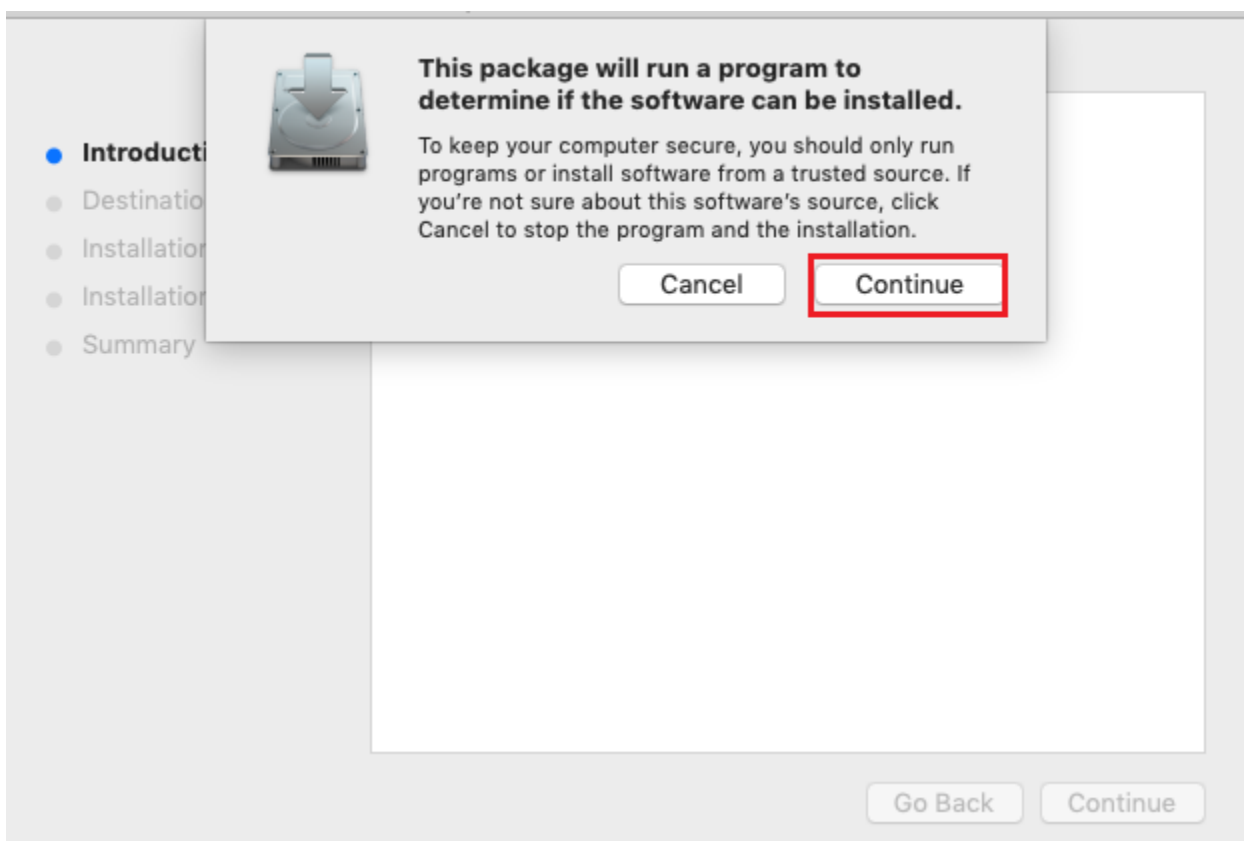 This package will run a program to
determine if the software can be installed.
To keep your computer secure, you should only run
programs or install software from a trusted source. If
you're not sure about this software's source, click
Cancel to stop the program and the installation.
Cancel Continue
Introducti
Destinatio
Installation
Installation
Summary
Go Back Continue